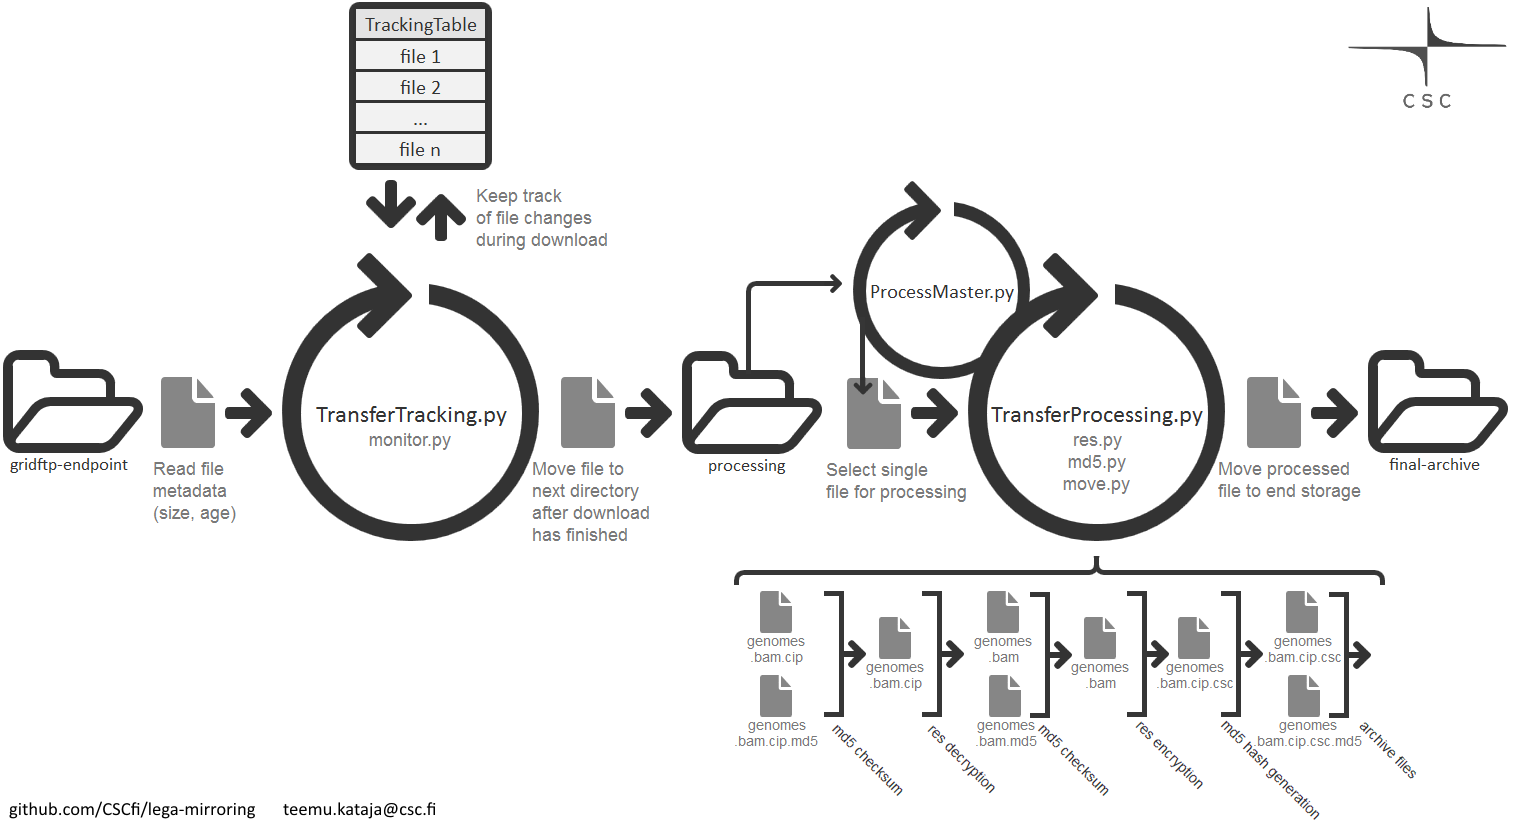 TrackingTable
file 1
file 2
...
file n
CSC
Keep track
of file changes
during download
ProcessMaster.py
TransferTracking.py
monitor.py
TransferProcessing.py
res.py
md5.py
move.py
gridftp-endpoint
Read file
metadata
(size, age)
Move file to
next directory
after download
has finished
processing
Select single
file for processing
Move processed
file to end storage
final-archive
genomes
.bam.cip
genomes
.bam.cip.md5
md5 checksum
genomes
.bam.cip
res decryption
genomes
.bam
genomes
.bam.md5
md5 checksum
genomes
.bam
res encryption
genomes
.bam.cip.csc
md5 hash generation
genomes
.bam.cip.csc
genomes
.bam.cip.csc.md5
archive files
github.com/CSCfi/lega-mirroring
teemu.kataja@csc.fi